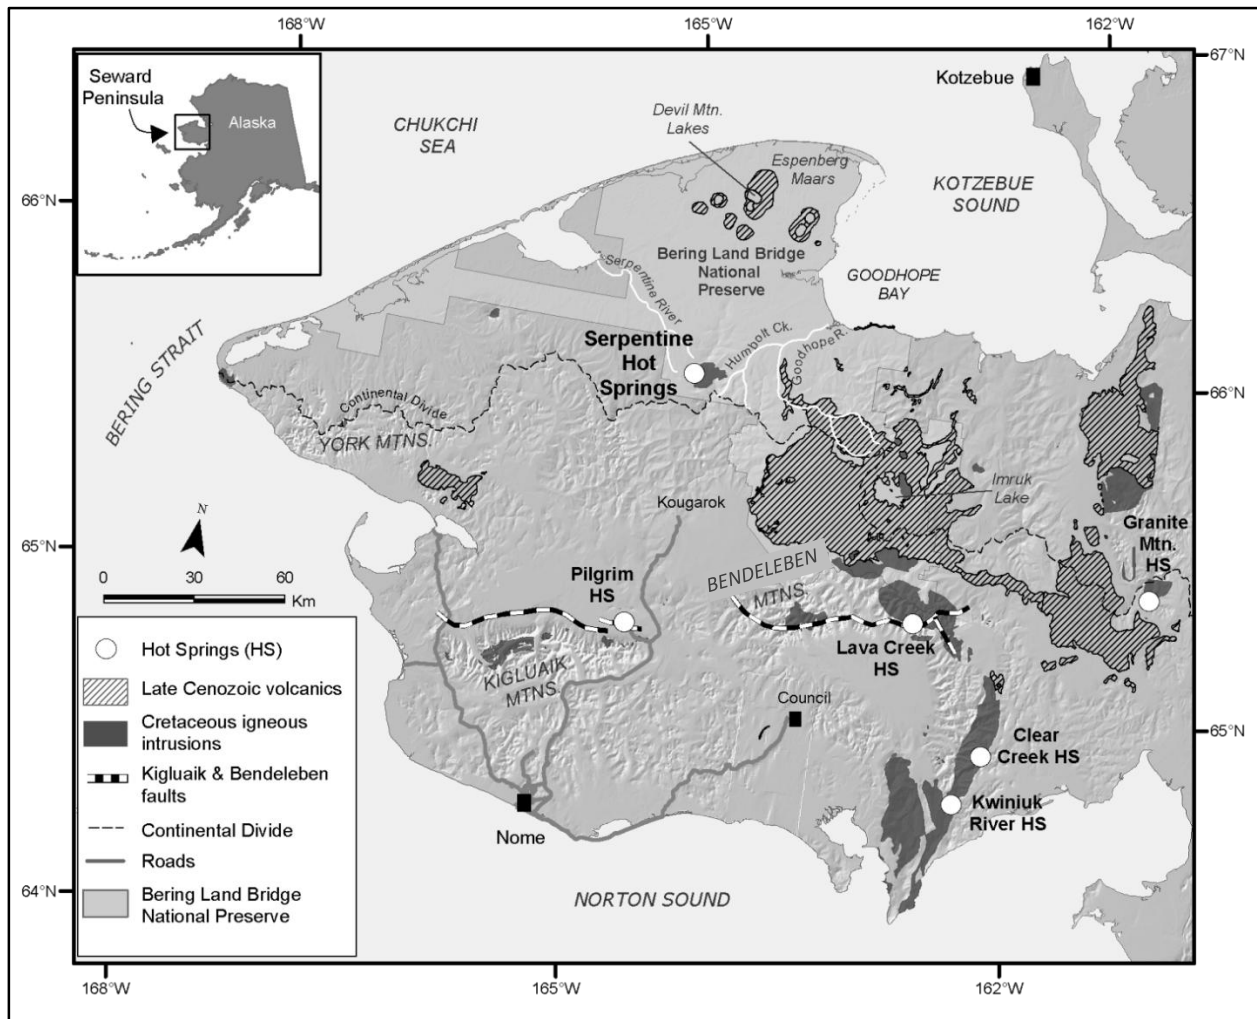 168°W
165°W
162°W
67°N
Seward
Peninsula
Alaska
CHUKCHI
SEA
Devil Mtn.
Lakes
Espenberg
Maars
Kotzebue
KOTZEBUE
SOUND
66°N
Bering Land Bridge
National
Preserve
GOODHOPE
BAY
Serpentine River
Humbolt Ck.
Goodhope R.
Serpentine
Hot
Springs
BERING STRAIT
Continental Divide
YORK MTNS.
66°N
Imruk
Lake
Kougarok
N
65°N
0 30 60
Km
Pilgrim
HS
BENDELEBEN
MTNS.
Granite
Mtn.
HS
KIGLUAIK
MTNS.
Lava Creek
HS
Council
Clear
Creek HS
65°N
Kwiniuk
River HS
Nome
NORTON SOUND
64°N
Hot Springs (HS)
Late Cenozoic volcanics
Cretaceous igneous
intrusions
Kigluaik & Bendeleben
faults
Continental Divide
Roads
Bering Land Bridge
National Preserve
168°W
165°W
162°W